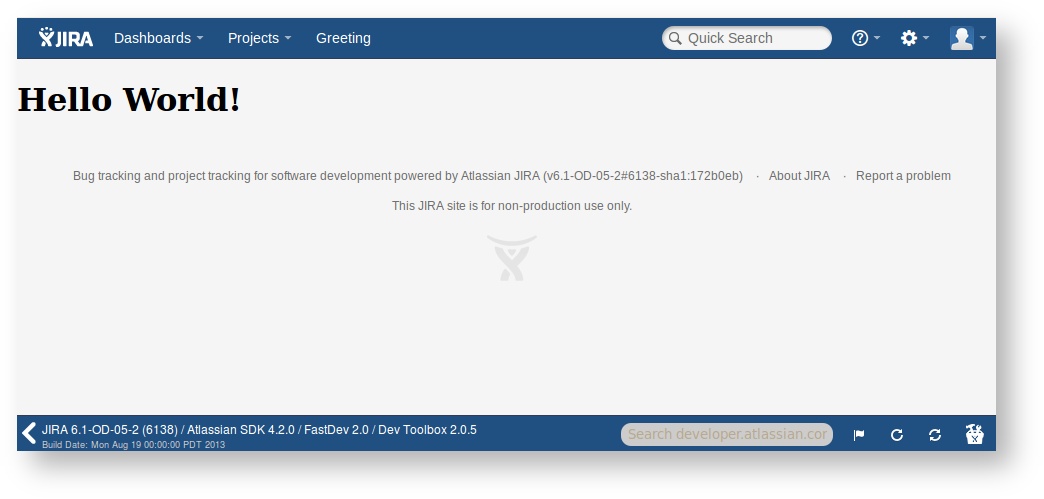 JIRA Dashboards Projects Greeting Quick Search
Hello World!
Bug tracking and project tracking for software development powered by Atlassian JIRA (v6.1-OD-05-2#6138-sha1:172b0eb) · About JIRA · Report a problem
This JIRA site is for non-production use only.
JIRA 6.1-OD-05-2 (6138) / Atlassian SDK 4.2.0 / FastDev 2.0 / Dev Toolbox 2.0.5
Search developer.atlassian.cor
Build Date: Mon Aug 19 00:00:00 PDT 2013